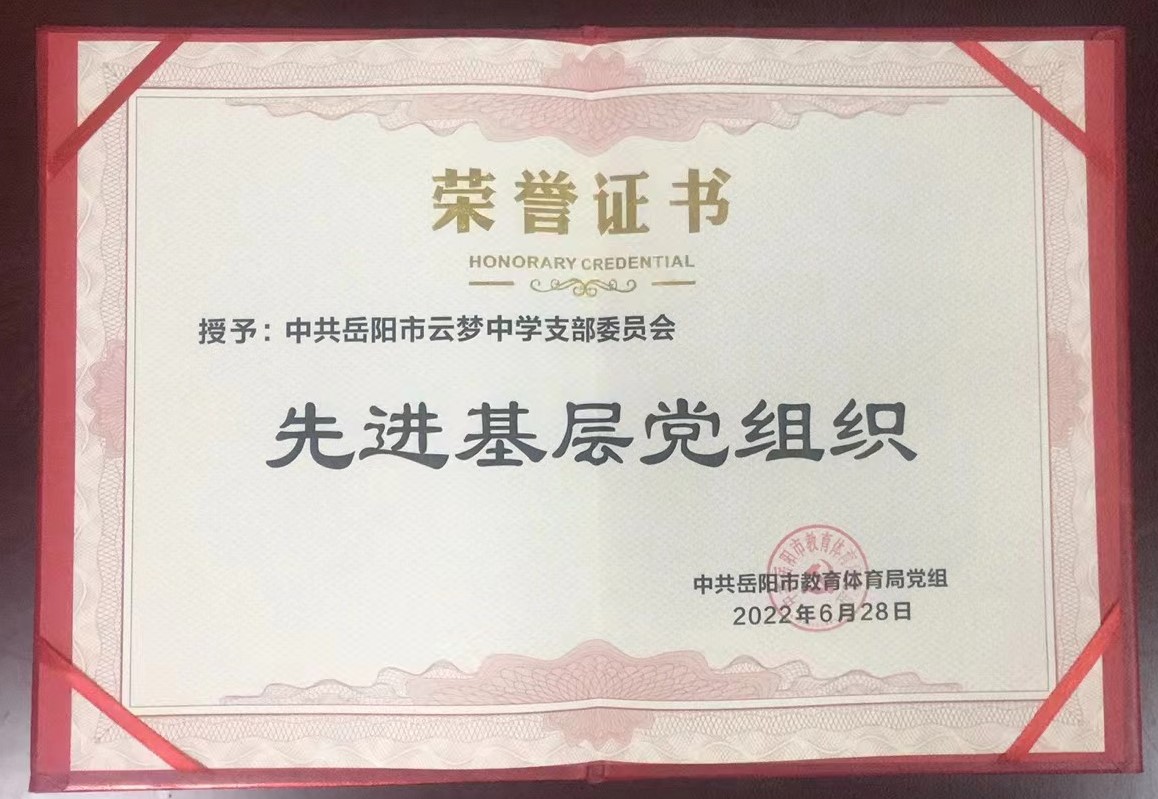 荣誉证书
HONORARY CREDENTIAL
授予：中共岳阳市云梦中学支部委员会
先进基层党组织
中共岳阳市教育体育局党组
2022年6月28日